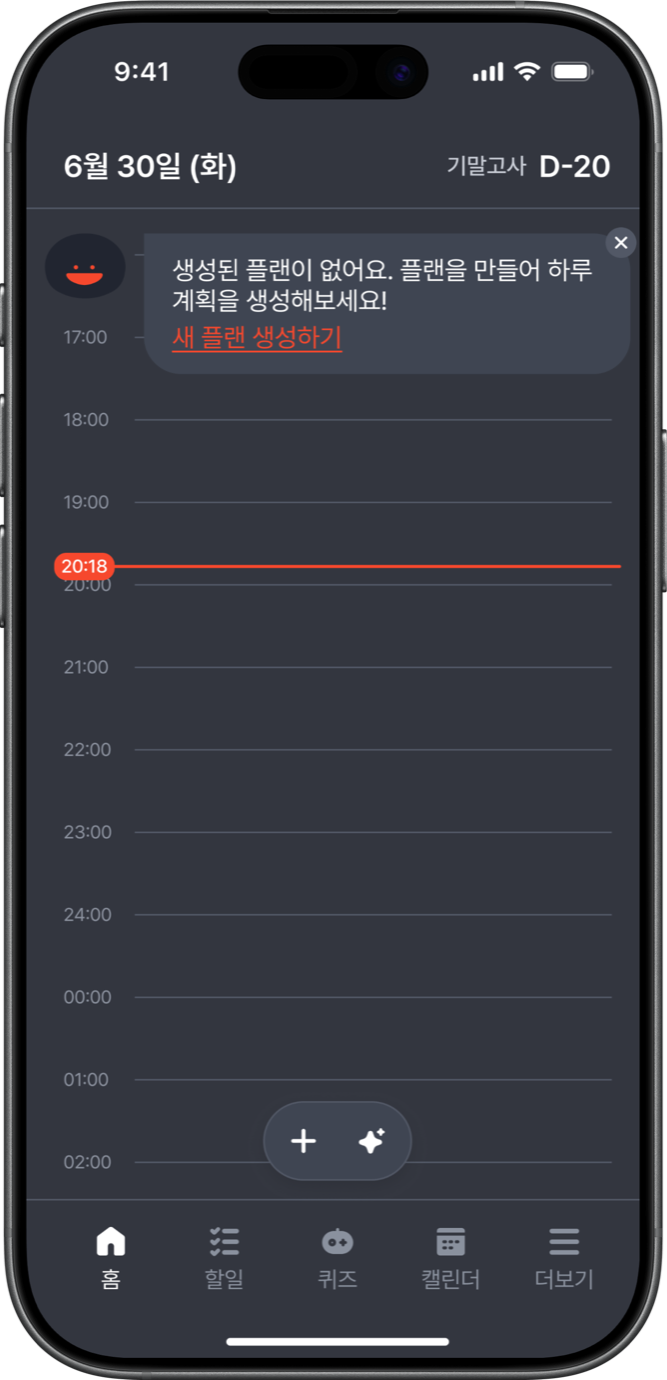 9:41
6월 30일 (화)
기말고사 D-20
생성된 플랜이 없어요. 플랜을 만들어 하루
계획을 생성해보세요!
새 플랜 생성하기
17:00
18:00
19:00
20:18
20:00
21:00
22:00
23:00
24:00
00:00
01:00
02:00
홈
할일
퀴즈
캘린더
더보기